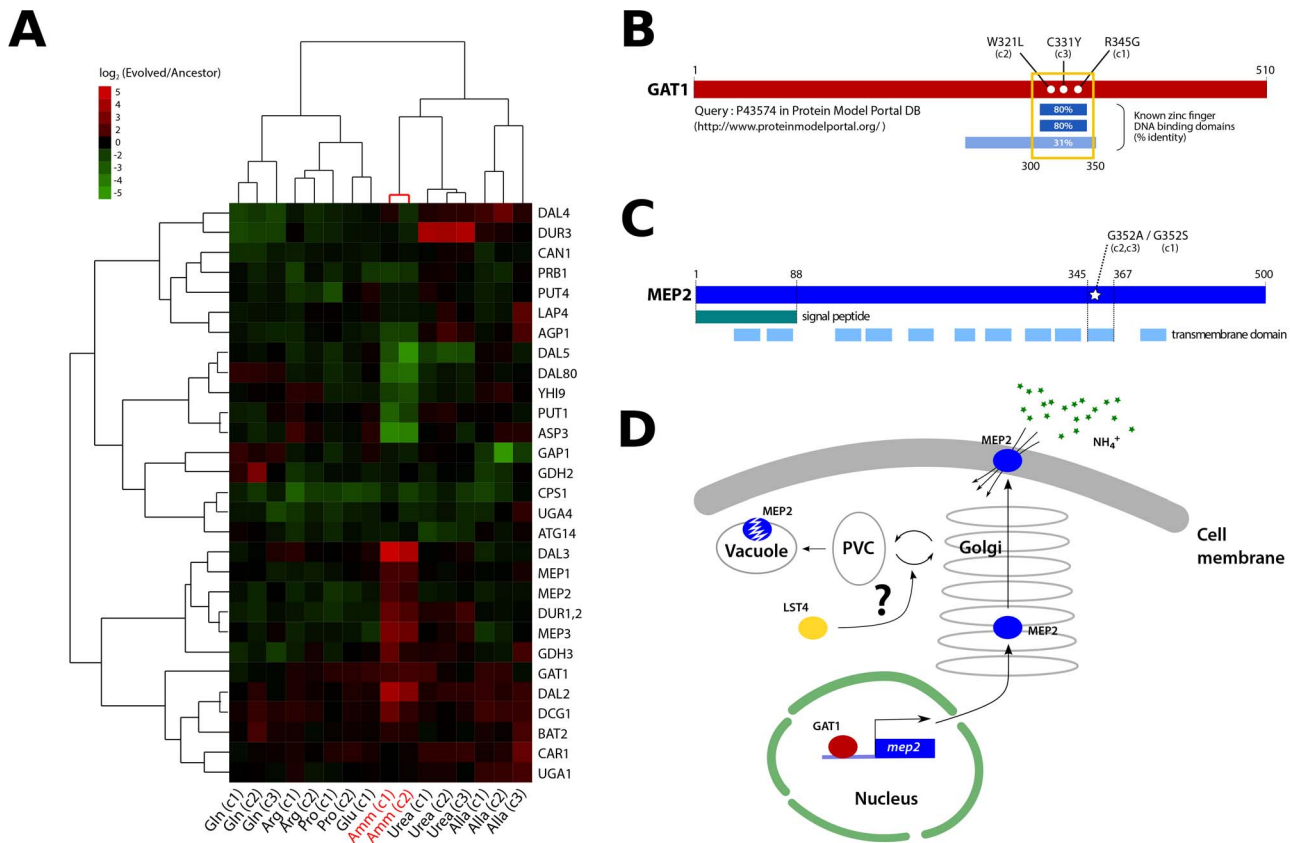 A
log2 (Evolved/Ancestor)
5
4
3
2
0
-2
-3
-4
-5
DAL4
DUR3
CAN1
PRB1
PUT4
LAP4
AGP1
DAL5
DAL80
YHI9
PUT1
ASP3
GAP1
GDH2
CPS1
UGA4
ATG14
DAL3
MEP1
MEP2
DUR1,2
MEP3
GDH3
GAT1
DAL2
DCG1
BAT2
CAR1
UGA1
Gln (c1)
Gln (c2)
Gln (c3)
Arg (c1)
Arg (c2)
Pro (c1)
Pro (c2)
Glu (c1)
Amm (c1)
Amm (c2)
Urea (c1)
Urea (c2)
Urea (c3)
Alla (c1)
Alla (c2)
Alla (c3)
B
W321L
(c2)
C331Y
(c3)
R345G
(c1)
1
510
GAT1
Query : P43574 in Protein Model Portal DB
(http://www.proteinmodelportal.org/ )
80%
80%
31%
Known zinc finger
DNA binding domains
(% identity)
300
350
C
G352A / G352S
(c2,c3)
(c1)
1
88
345
367
500
MEP2
signal peptide
transmembrane domain
D
MEP2
NH4+
MEP2
Vacuole
PVC
Golgi
Cell
membrane
LST4
?
MEP2
GAT1
mep2
Nucleus